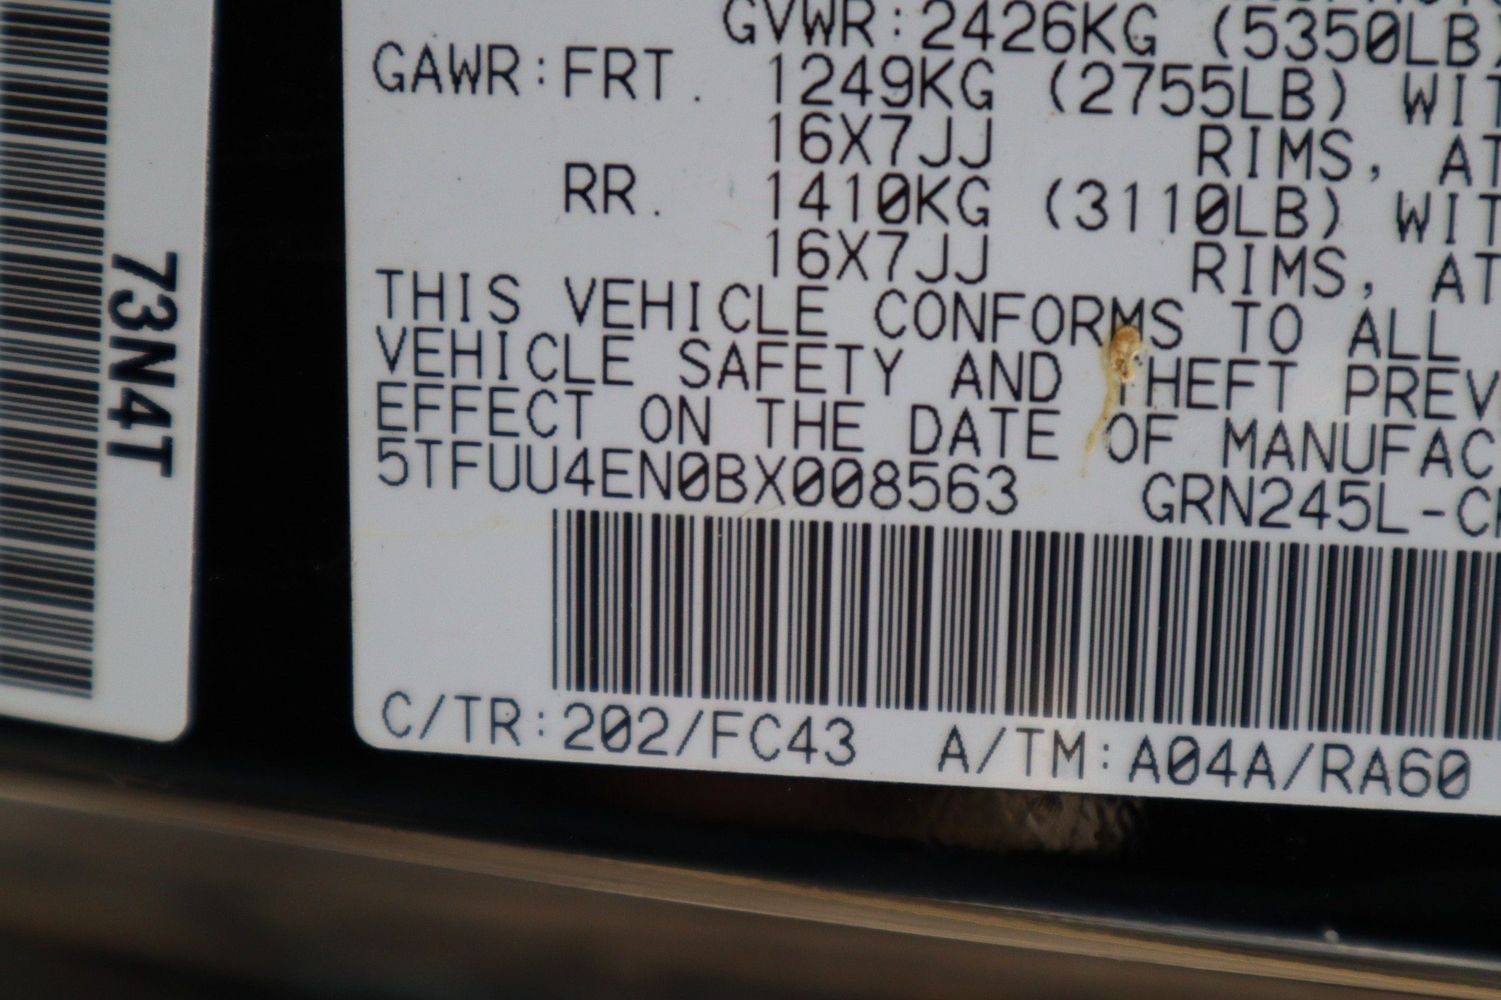 GVWR: 2426KG (5350LB)
GAWR: FRT. 1249KG (2755LB)
16X7JJ RIMS, AT
RR. 1410KG (3110LB)
16X7JJ RIMS, AT
THIS VEHICLE CONFORMS TO ALL
VEHICLE SAFETY AND THEFT PREV
EFFECT ON THE DATE OF MANUFAC
5TFUU4EN0BX008563 GRN245L-C
C/TR: 202/FC43 A/TM: A04A/RA60
73N4T